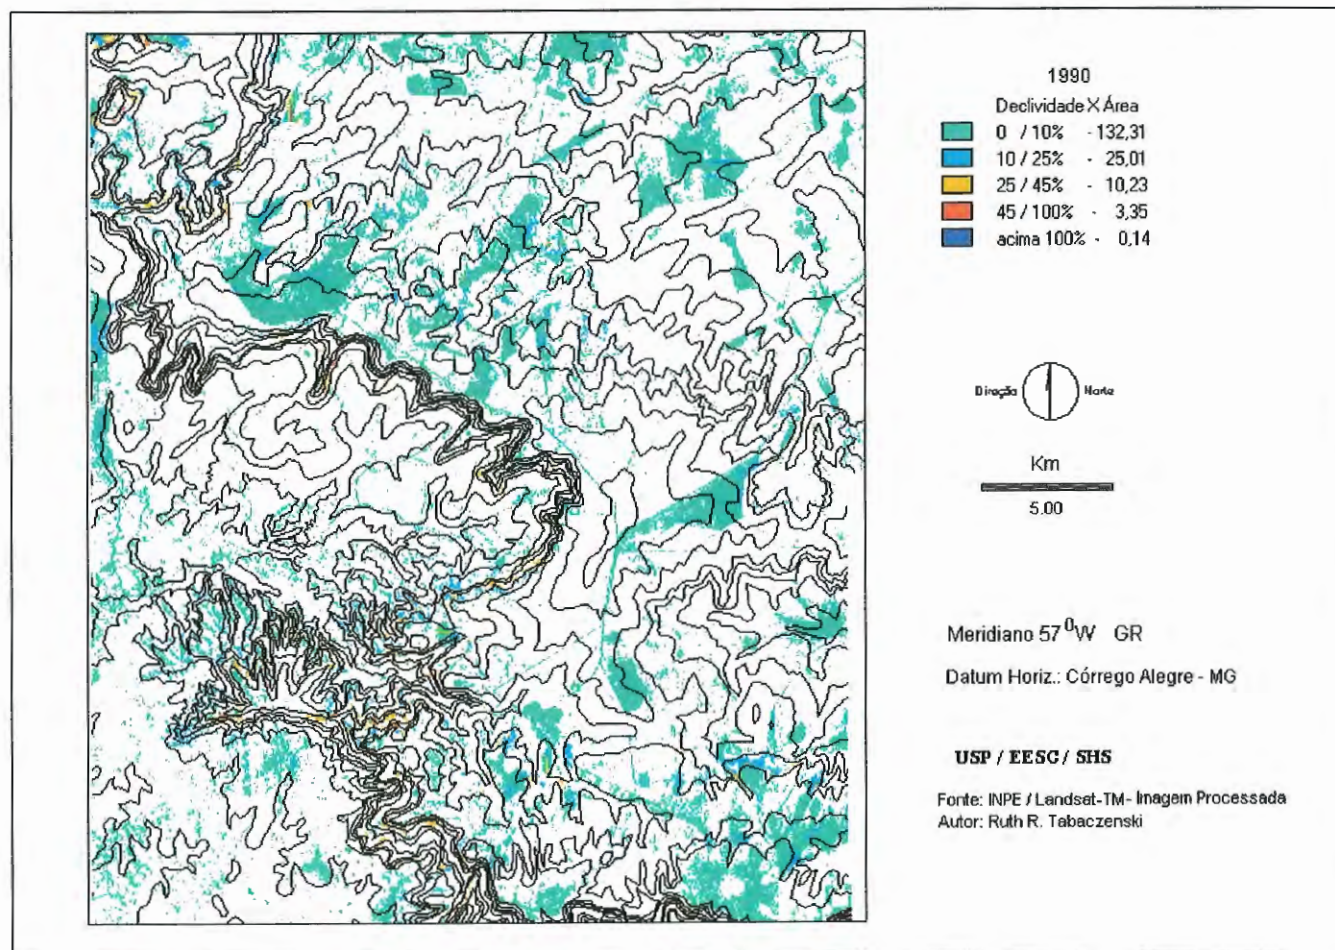 1990
Declividade X Área
0 / 10% - 132,31
10 / 25% - 25,01
25 / 45% - 10,23
45 / 100% - 3,35
acima 100% - 0,14
Direção Norte
Km
5.00
Meridiano 57 0W GR
Datum Horiz.: Córrego Alegre - MG
USP / EESC / SHS
Fonte: INPE / Landsat-TM- Imagem Processada
Autor: Ruth R. Tabaczenski